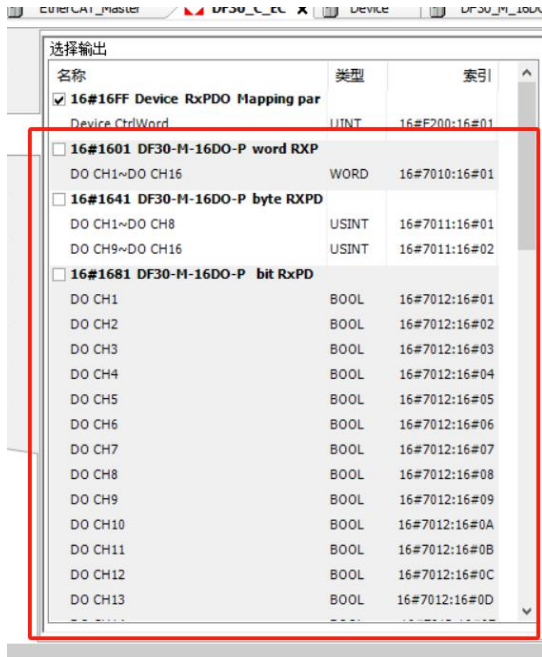 EtherCAT_Master DF30_C_EC X Device
选择输出
名称 类型 索引
16#16FF Device RxPDO Mapping par
Device CtrlWord UINT 16#F200:16#01
16#1601 DF30-M-16DO-P word RXP
DO CH1~DO CH16 WORD 16#7010:16#01
16#1641 DF30-M-16DO-P byte RXPD
DO CH1~DO CH8 USINT 16#7011:16#01
DO CH9~DO CH16 USINT 16#7011:16#02
16#1681 DF30-M-16DO-P bit RxPD
DO CH1 BOOL 16#7012:16#01
DO CH2 BOOL 16#7012:16#02
DO CH3 BOOL 16#7012:16#03
DO CH4 BOOL 16#7012:16#04
DO CH5 BOOL 16#7012:16#05
DO CH6 BOOL 16#7012:16#06
DO CH7 BOOL 16#7012:16#07
DO CH8 BOOL 16#7012:16#08
DO CH9 BOOL 16#7012:16#09
DO CH10 BOOL 16#7012:16#0A
DO CH11 BOOL 16#7012:16#0B
DO CH12 BOOL 16#7012:16#0C
DO CH13 BOOL 16#7012:16#0D